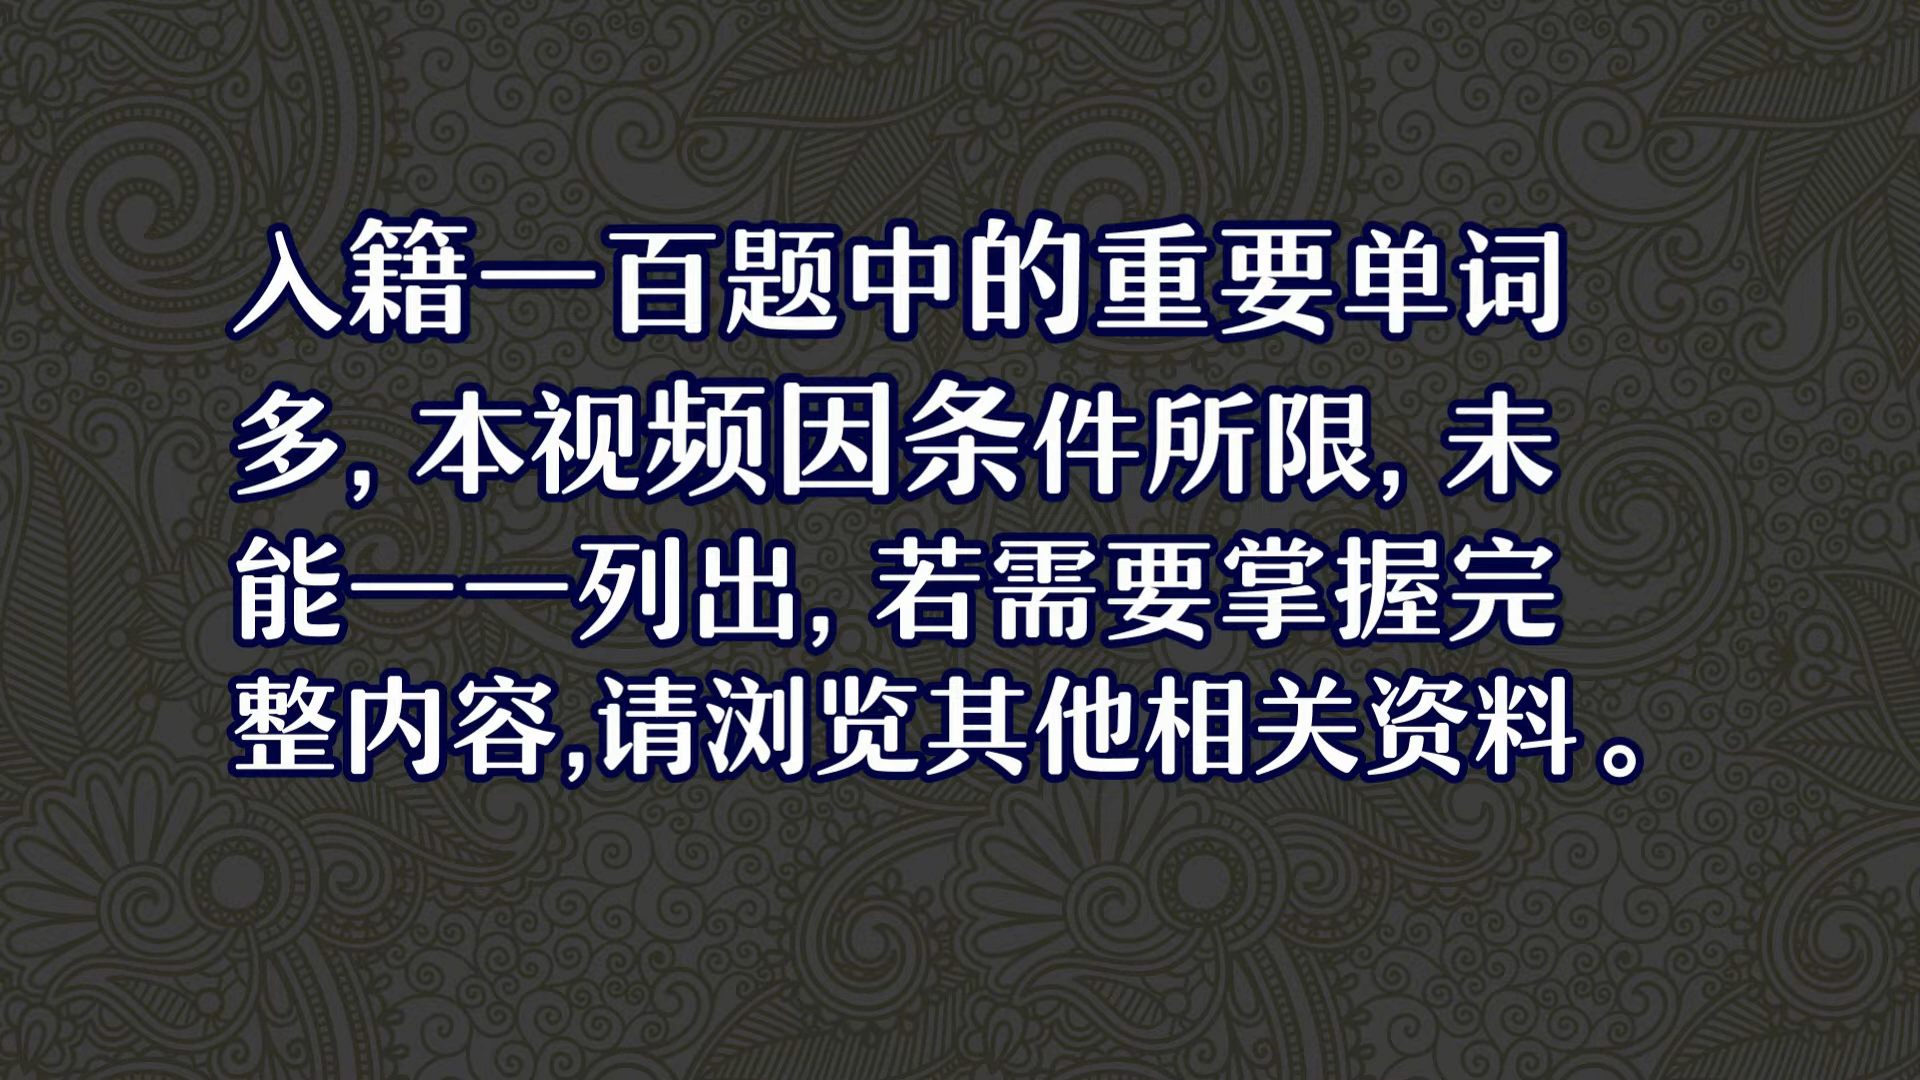 入籍一百题中的重要单词
多, 本视频因条件所限, 未
能一一列出, 若需要掌握完
整内容,请浏览其他相关资料。